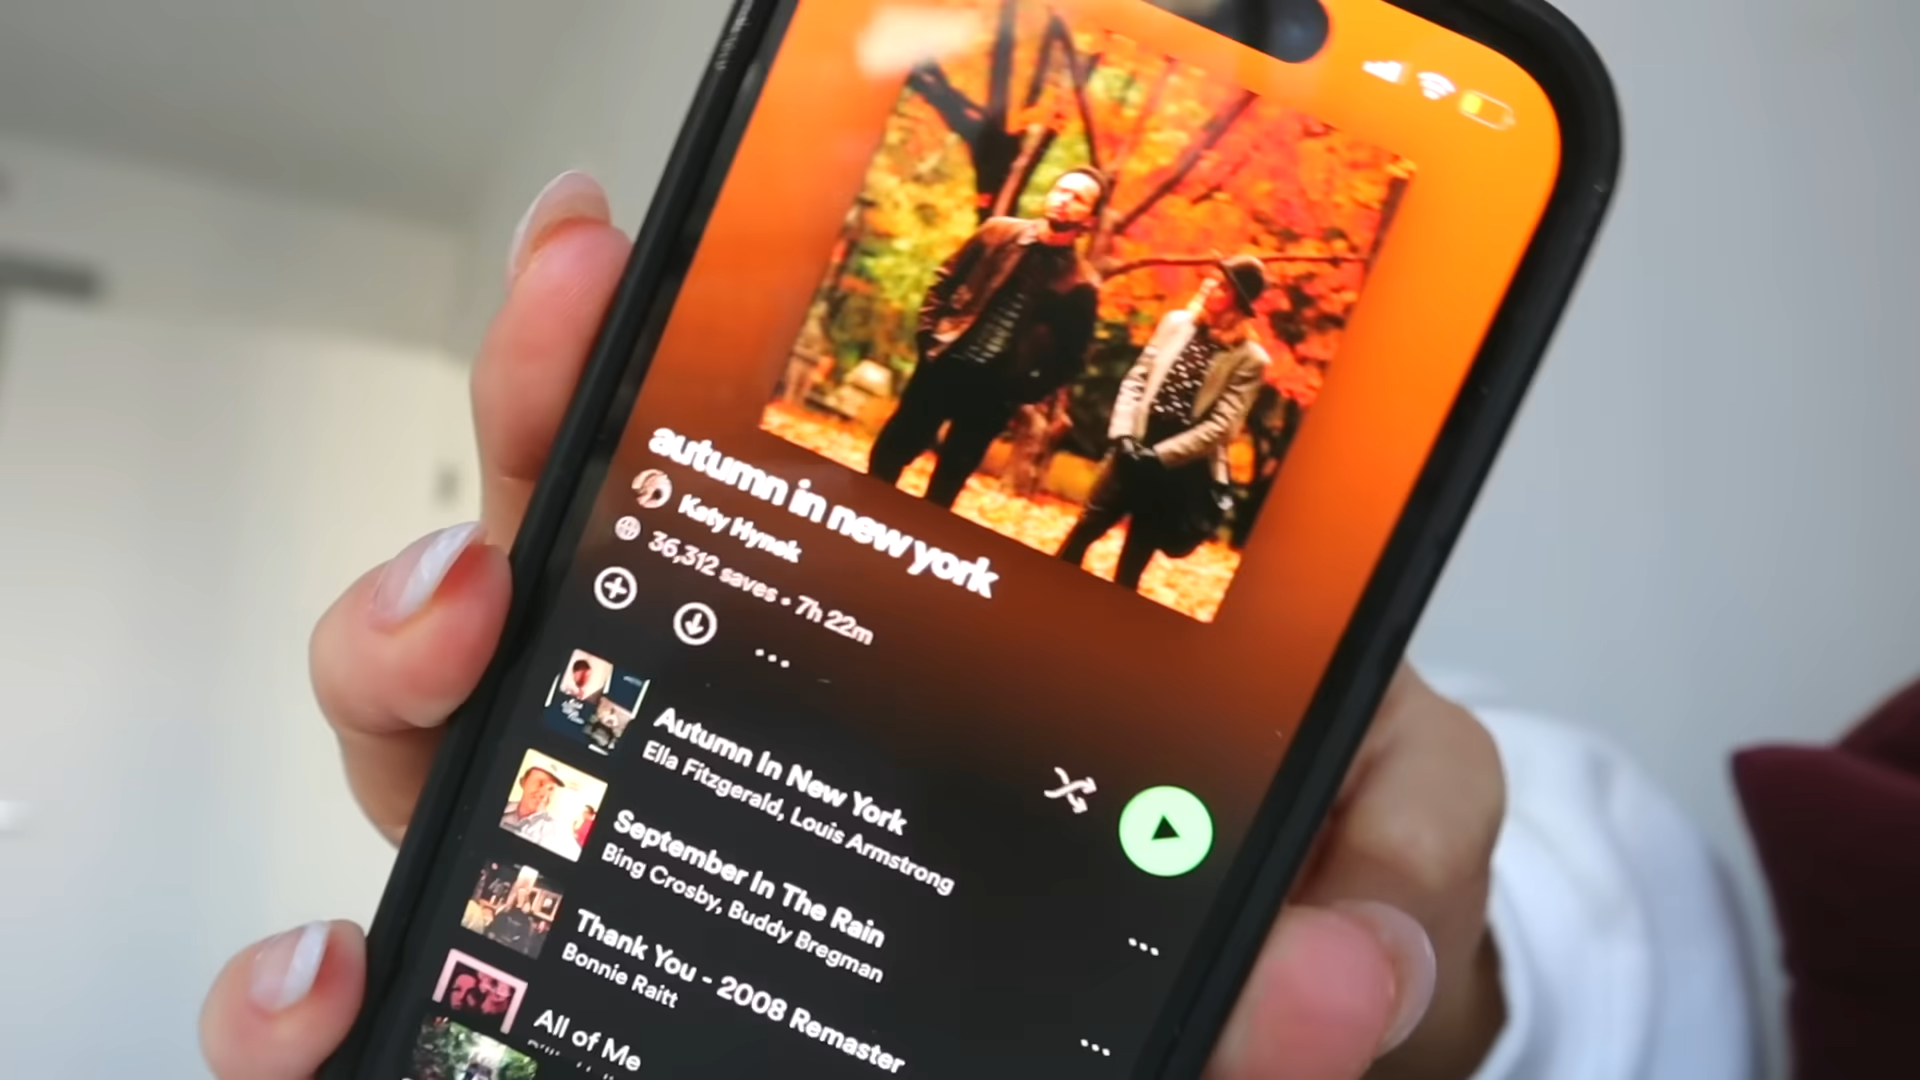 autumn in new york
Katy Hynek
36,312 saves • 7h 22m
Autumn In New York
Ella Fitzgerald, Louis Armstrong
September In The Rain
Bing Crosby, Buddy Bregman
Thank You - 2008 Remaster
Bonnie Raitt
All of Me